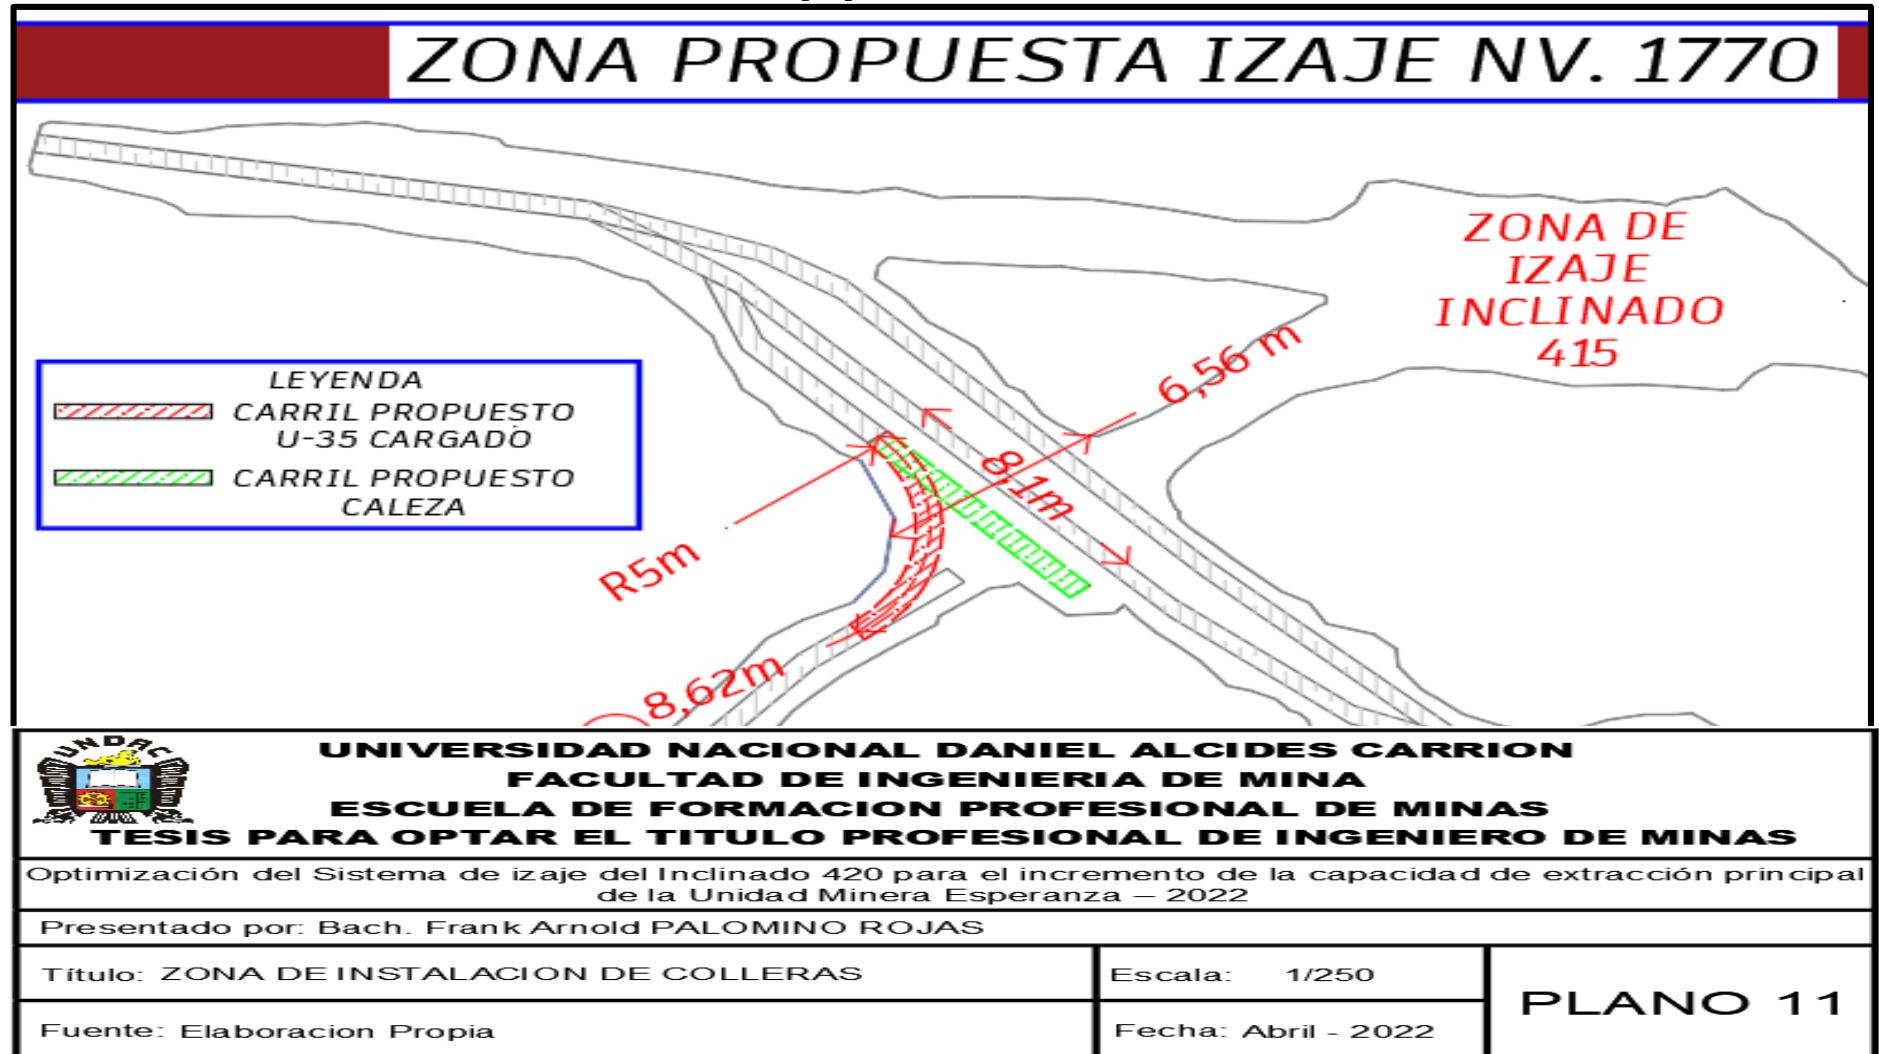 ZONA PROPUESTA IZAJE NV. 1770
ZONA DE
IZAJE
INCLINADO
415
6,56 m
LEYENDA
CARRIL PROPUESTO
U-35 CARGADO
CARRIL PROPUESTO
CALEZA
8,1m
R5m
8,62m
UNDAC
UNIVERSIDAD NACIONAL DANIEL ALCIDES CARRION
FACULTAD DE INGENIERIA DE MINA
ESCUELA DE FORMACION PROFESIONAL DE MINAS
TESIS PARA OPTAR EL TITULO PROFESIONAL DE INGENIERO DE MINAS
Optimización del Sistema de izaje del Inclinado 420 para el incremento de la capacidad de extracción principal
de la Unidad Minera Esperanza – 2022
Presentado por: Bach. Frank Arnold PALOMINO ROJAS
Título: ZONA DE INSTALACION DE COLLERAS
Escala: 1/250
PLANO 11
Fuente: Elaboracion Propia
Fecha: Abril - 2022